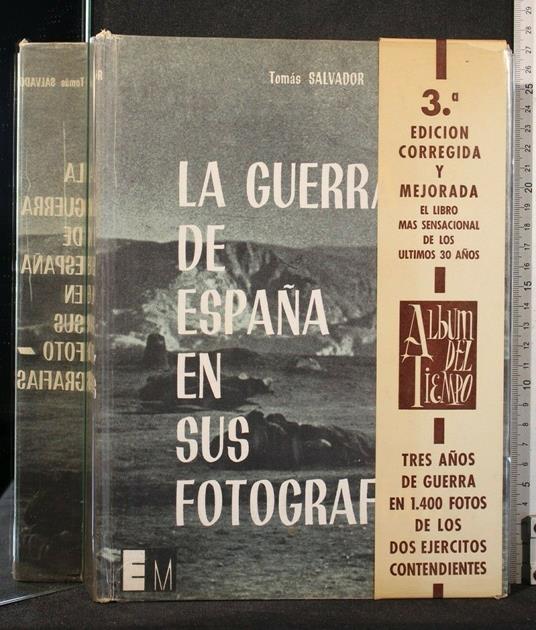 Tomás SALVADOR
LA GUERRA
DE
ESPAÑA
EN
SUS
FOTOGRAF
EM
3.ª
EDICION
CORREGIDA
Y
MEJORADA
EL LIBRO
MAS SENSACIONAL
DE LOS
ULTIMOS 30 AÑOS
ALBUM
DEL
TIEMPO
TRES AÑOS
DE GUERRA
EN 1.400 FOTOS
DE LOS
DOS EJERCITOS
CONTENDIENTES
Tomás SALVADO
LA
GUERRA
DE
ESPAÑA
EN
SUS
FOTO-
GRAFIAS